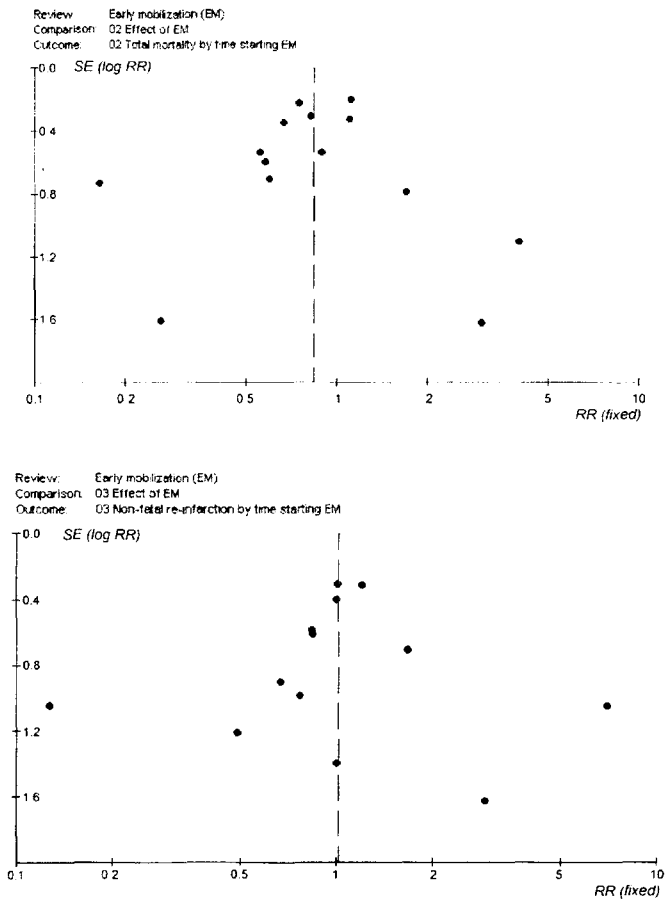 Review: Early mobilization (EM)
Comparison: 02 Effect of EM
Outcome: 02 Total mortality by time starting EM
0.0 SE (log RR)
0.4
0.8
1.2
1.6
0.1 0.2 0.5 1 2 5 10
RR (fixed)
Review: Early mobilization (EM)
Comparison: 03 Effect of EM
Outcome: 03 Non-fatal re-infarction by time starting EM
0.0 SE (log RR)
0.4
0.8
1.2
1.6
0.1 0.2 0.5 1 2 5 10
RR (fixed)